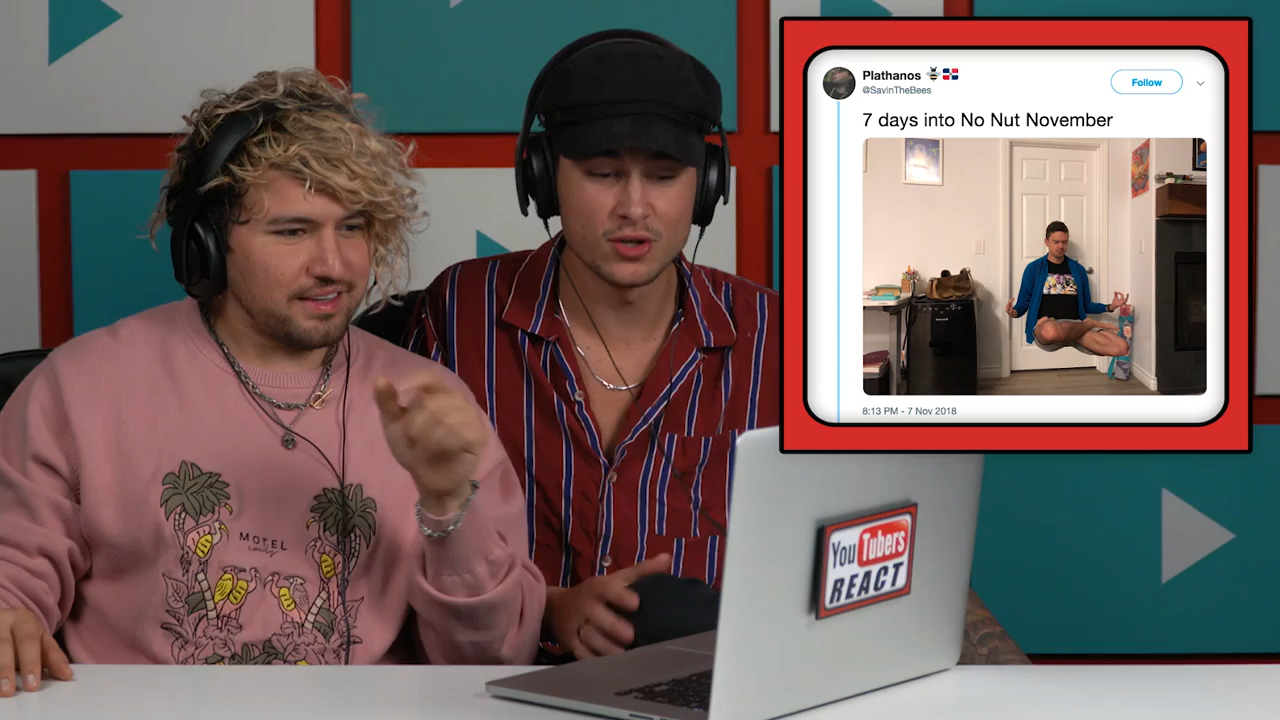 Plathanos
@SavinTheBees
Follow
7 days into No Nut November
8:13 PM - 7 Nov 2018
MOTEL
YouTubers
REACT